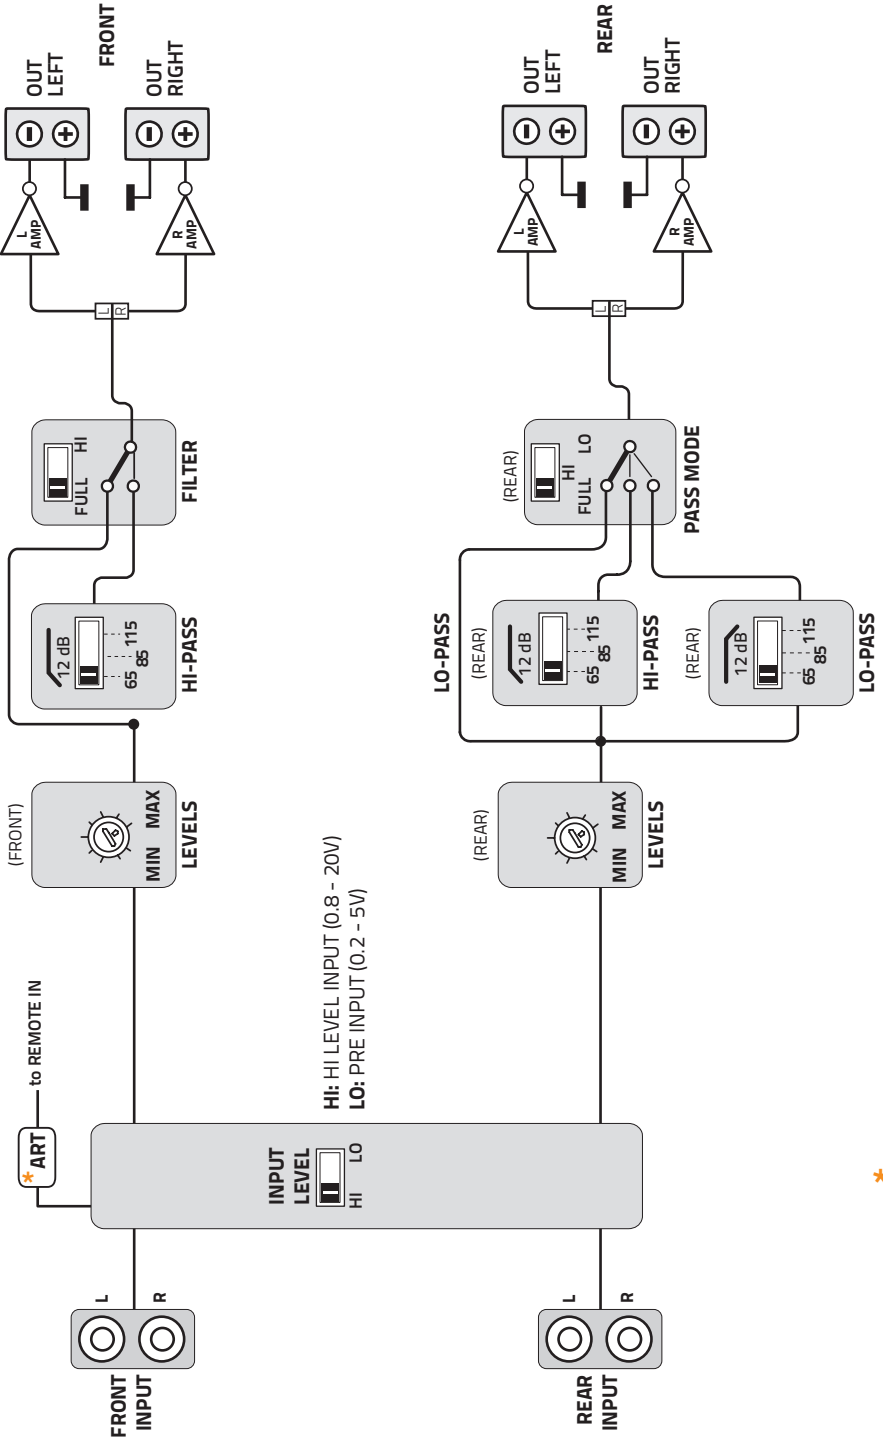 FRONT
INPUT
L
R
* ART
to REMOTE IN
INPUT
LEVEL
HI LO
HI: HI LEVEL INPUT (0.8 - 20V)
LO: PRE INPUT (0.2 - 5V)
(FRONT)
MIN MAX
LEVELS
12 dB
65 85 115
HI-PASS
FULL HI
FILTER
L
R
L
AMP
R
AMP
OUT
LEFT
FRONT
OUT
RIGHT
REAR
INPUT
L
R
(REAR)
MIN MAX
LEVELS
LO-PASS
(REAR)
12 dB
65 85 115
HI-PASS
(REAR)
12 dB
65 85 115
LO-PASS
(REAR)
HI
FULL LO
PASS MODE
L
R
L
AMP
R
AMP
OUT
LEFT
REAR
OUT
RIGHT
*